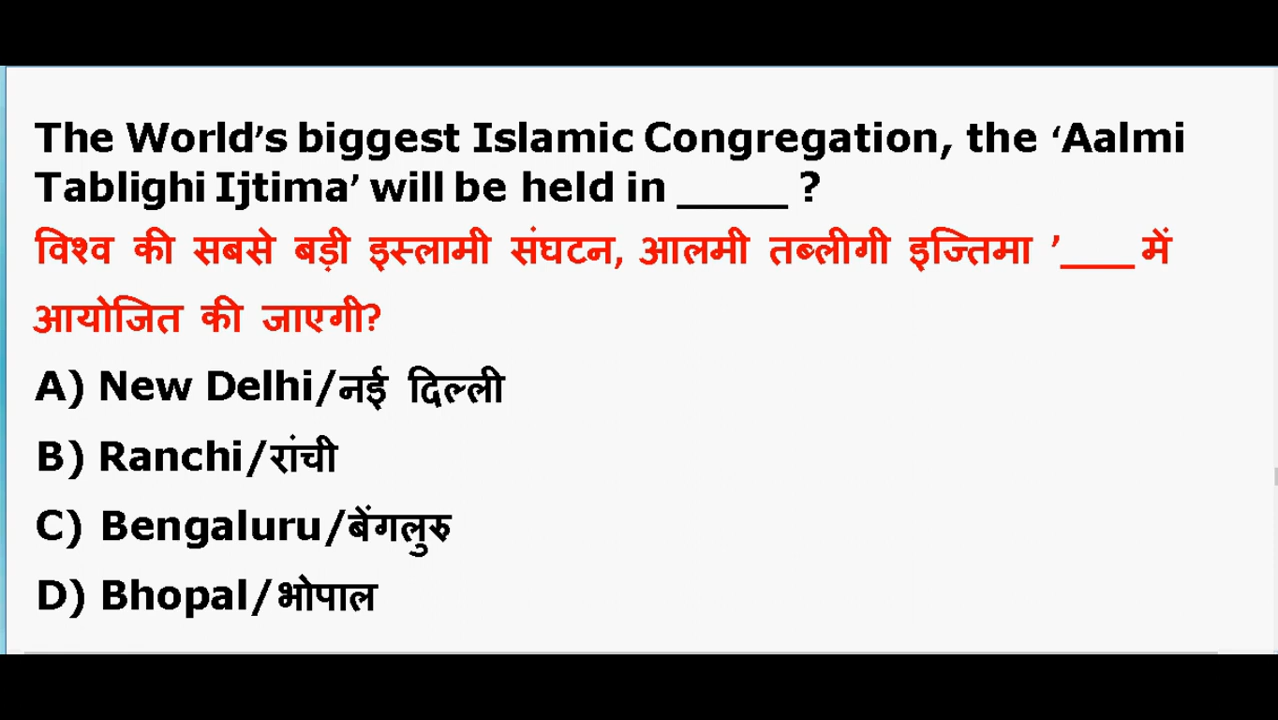 The World's biggest Islamic Congregation, the ‘Aalmi
Tablighi Ijtima’ will be held in _____ ?
विश्व की सबसे बड़ी इस्लामी संघटन, आलमी तब्लीगी इज्तिमा ’____ में
आयोजित की जाएगी?
A) New Delhi/नई दिल्ली
B) Ranchi/रांची
C) Bengaluru/बेंगलुरु
D) Bhopal/भोपाल